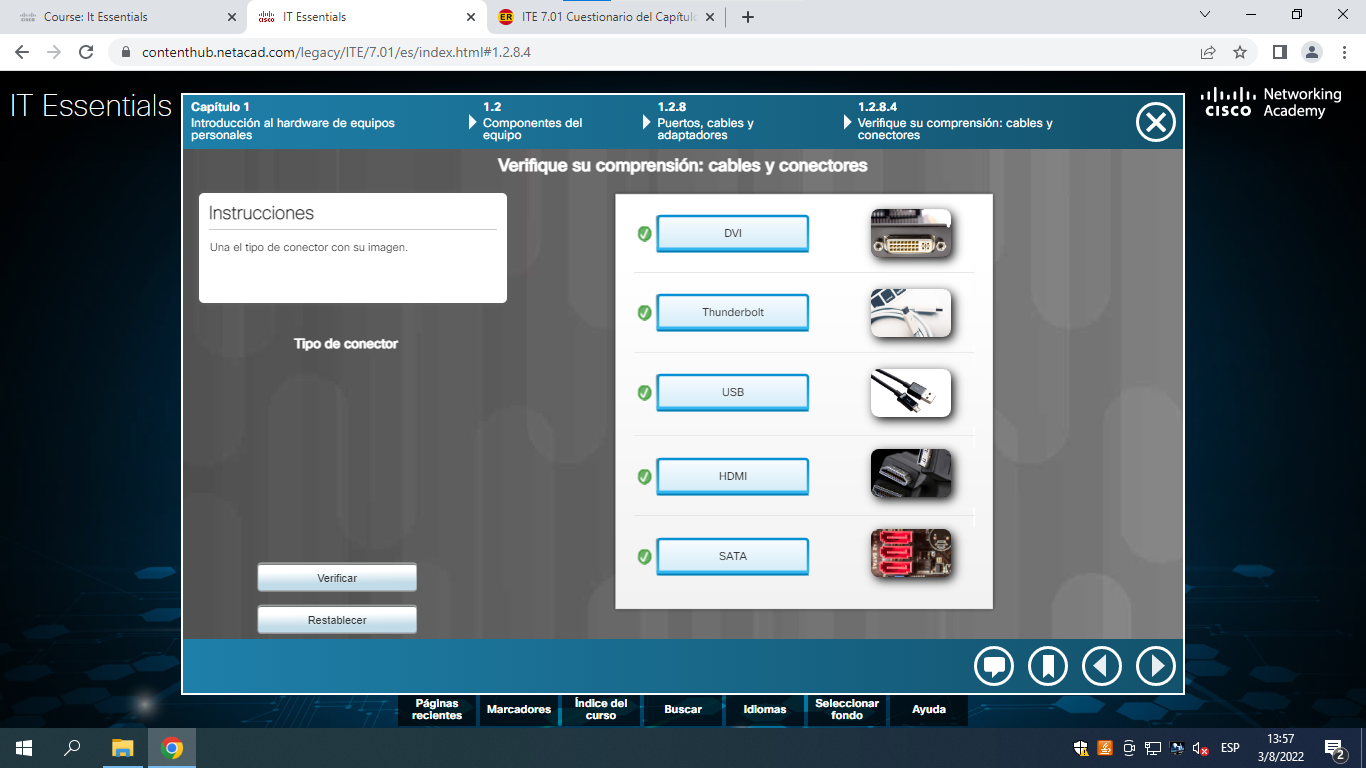 Course: It Essentials
IT Essentials
ITE 7.01 Cuestionario del Capítulo
contenthub.netacad.com/legacy/ITE/7.01/es/index.html#1.2.8.4
IT Essentials
Capítulo 1
Introducción al hardware de equipos
personales
1.2
Componentes del
equipo
1.2.8
Puertos, cables y
adaptadores
1.2.8.4
Verifique su comprensión: cables y
conectores
Networking
CISCO Academy
Verifique su comprensión: cables y conectores
Instrucciones
Una el tipo de conector con su imagen.
Tipo de conector
DVI
Thunderbolt
USB
HDMI
SATA
Verificar
Restablecer
Páginas
recientes
Marcadores
Índice del
curso
Buscar
Idiomas
Seleccionar
fondo
Ayuda
ESP
13:57
3/8/2022
2